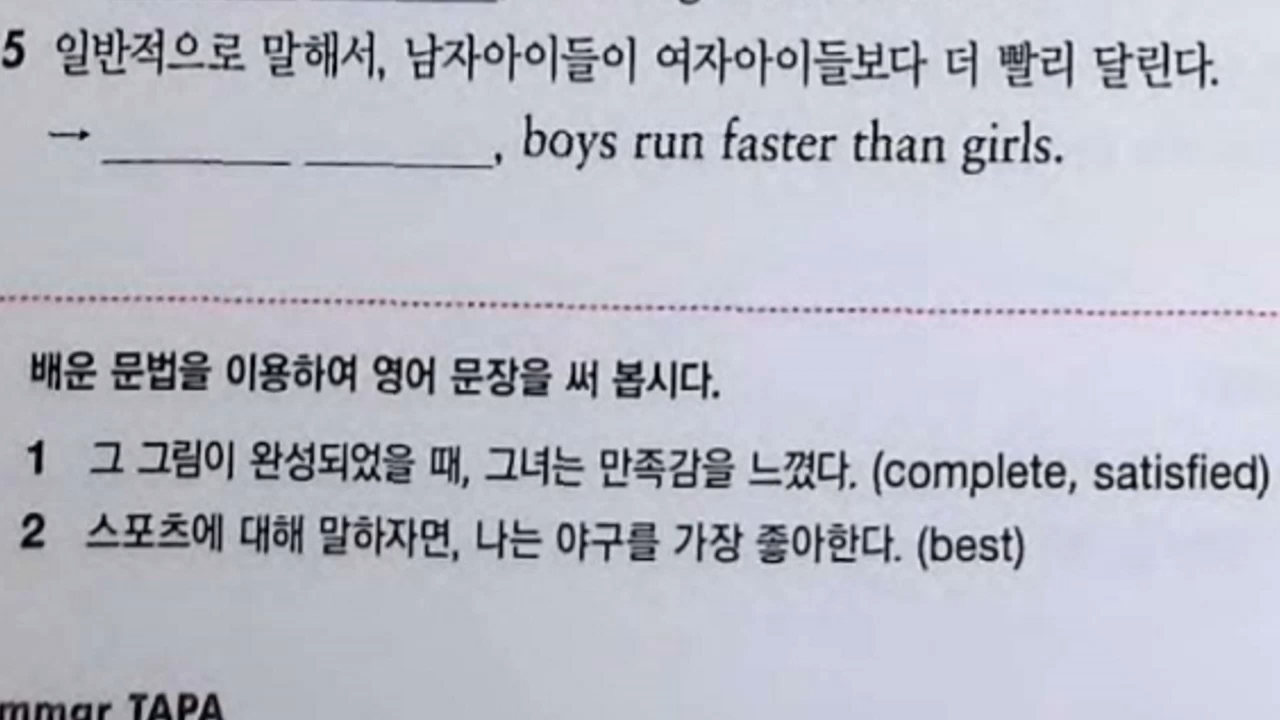 5 일반적으로 말해서, 남자아이들이 여자아이들보다 더 빨리 달린다.
→ ________ ________, boys run faster than girls.
배운 문법을 이용하여 영어 문장을 써 봅시다.
1 그 그림이 완성되었을 때, 그녀는 만족감을 느꼈다. (complete, satisfied)
2 스포츠에 대해 말하자면, 나는 야구를 가장 좋아한다. (best)
TAPA